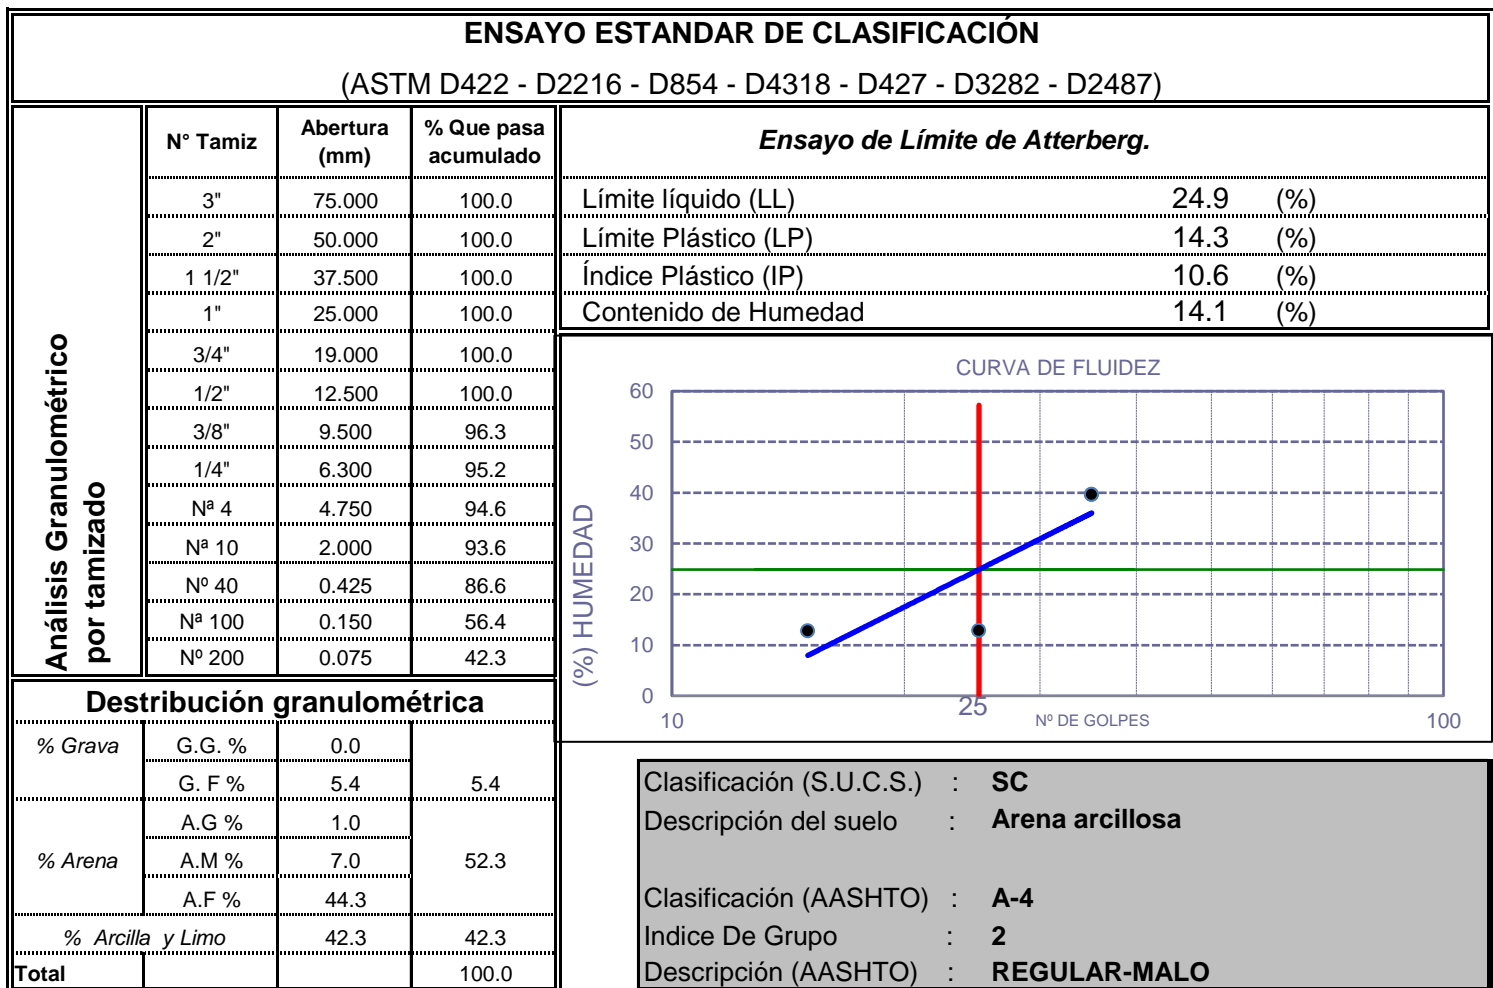 ENSAYO ESTANDAR DE CLASIFICACIÓN
(ASTM D422 - D2216 - D854 - D4318 - D427 - D3282 - D2487)
Análisis Granulométrico
por tamizado
N° Tamiz Abertura (mm) % Que pasa acumulado
3" 75.000 100.0
2" 50.000 100.0
1 1/2" 37.500 100.0
1" 25.000 100.0
3/4" 19.000 100.0
1/2" 12.500 100.0
3/8" 9.500 96.3
1/4" 6.300 95.2
Nª 4 4.750 94.6
Nª 10 2.000 93.6
Nº 40 0.425 86.6
Nª 100 0.150 56.4
Nº 200 0.075 42.3
Ensayo de Límite de Atterberg.
Límite líquido (LL) 24.9 (%)
Límite Plástico (LP) 14.3 (%)
Índice Plástico (IP) 10.6 (%)
Contenido de Humedad 14.1 (%)
CURVA DE FLUIDEZ
(%) HUMEDAD
60
50
40
30
20
10
0
10 25 100
Nº DE GOLPES
Destribución granulométrica
% Grava G.G. % 0.0
G. F % 5.4 5.4
A.G % 1.0
% Arena A.M % 7.0 52.3
A.F % 44.3
% Arcilla y Limo 42.3 42.3
Total 100.0
Clasificación (S.U.C.S.) : SC
Descripción del suelo : Arena arcillosa
Clasificación (AASHTO) : A-4
Indice De Grupo : 2
Descripción (AASHTO) : REGULAR-MALO